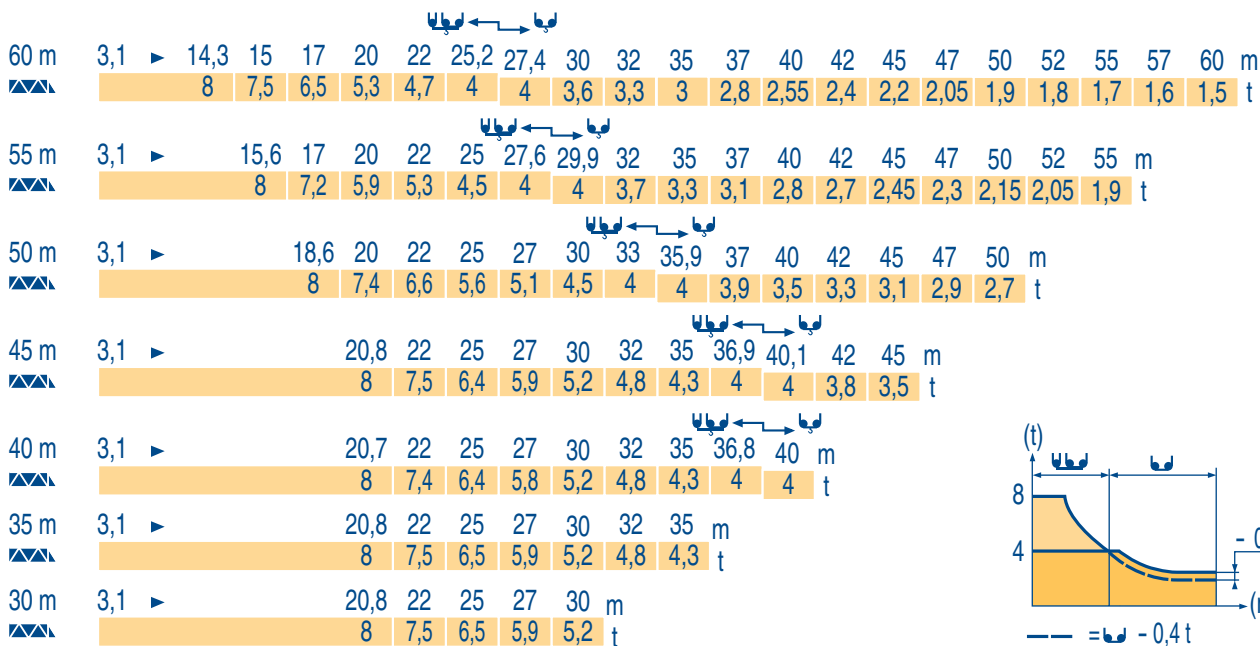 60 m 3,1 ► 14,3 15 17 20 22 25,2 27,4 30 32 35 37 40 42 45 47 50 52 55 57 60 m
8 7,5 6,5 5,3 4,7 4 4 3,6 3,3 3 2,8 2,55 2,4 2,2 2,05 1,9 1,8 1,7 1,6 1,5 t
55 m 3,1 ► 15,6 17 20 22 25 27,6 29,9 32 35 37 40 42 45 47 50 52 55 m
8 7,2 5,9 5,3 4,5 4 4 3,7 3,3 3,1 2,8 2,7 2,45 2,3 2,15 2,05 1,9 t
50 m 3,1 ► 18,6 20 22 25 27 30 33 35,9 37 40 42 45 47 50 m
8 7,4 6,6 5,6 5,1 4,5 4 4 3,9 3,5 3,3 3,1 2,9 2,7 t
45 m 3,1 ► 20,8 22 25 27 30 32 35 36,9 40,1 42 45 m
8 7,5 6,4 5,9 5,2 4,8 4,3 4 4 3,8 3,5 t
40 m 3,1 ► 20,7 22 25 27 30 32 35 36,8 40 m
8 7,4 6,4 5,8 5,2 4,8 4,3 4 4 t
35 m 3,1 ► 20,8 22 25 27 30 32 35 m
8 7,5 6,5 5,9 5,2 4,8 4,3 t
30 m 3,1 ► 20,8 22 25 27 30 m
8 7,5 6,5 5,9 5,2 t
(t)
8
4
= - 0,4 t